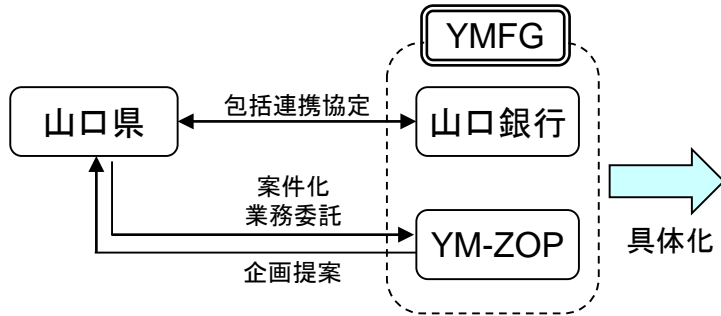 YMFG
山口県
包括連携協定
山口銀行
案件化
業務委託
YM-ZOP
企画提案
具体化